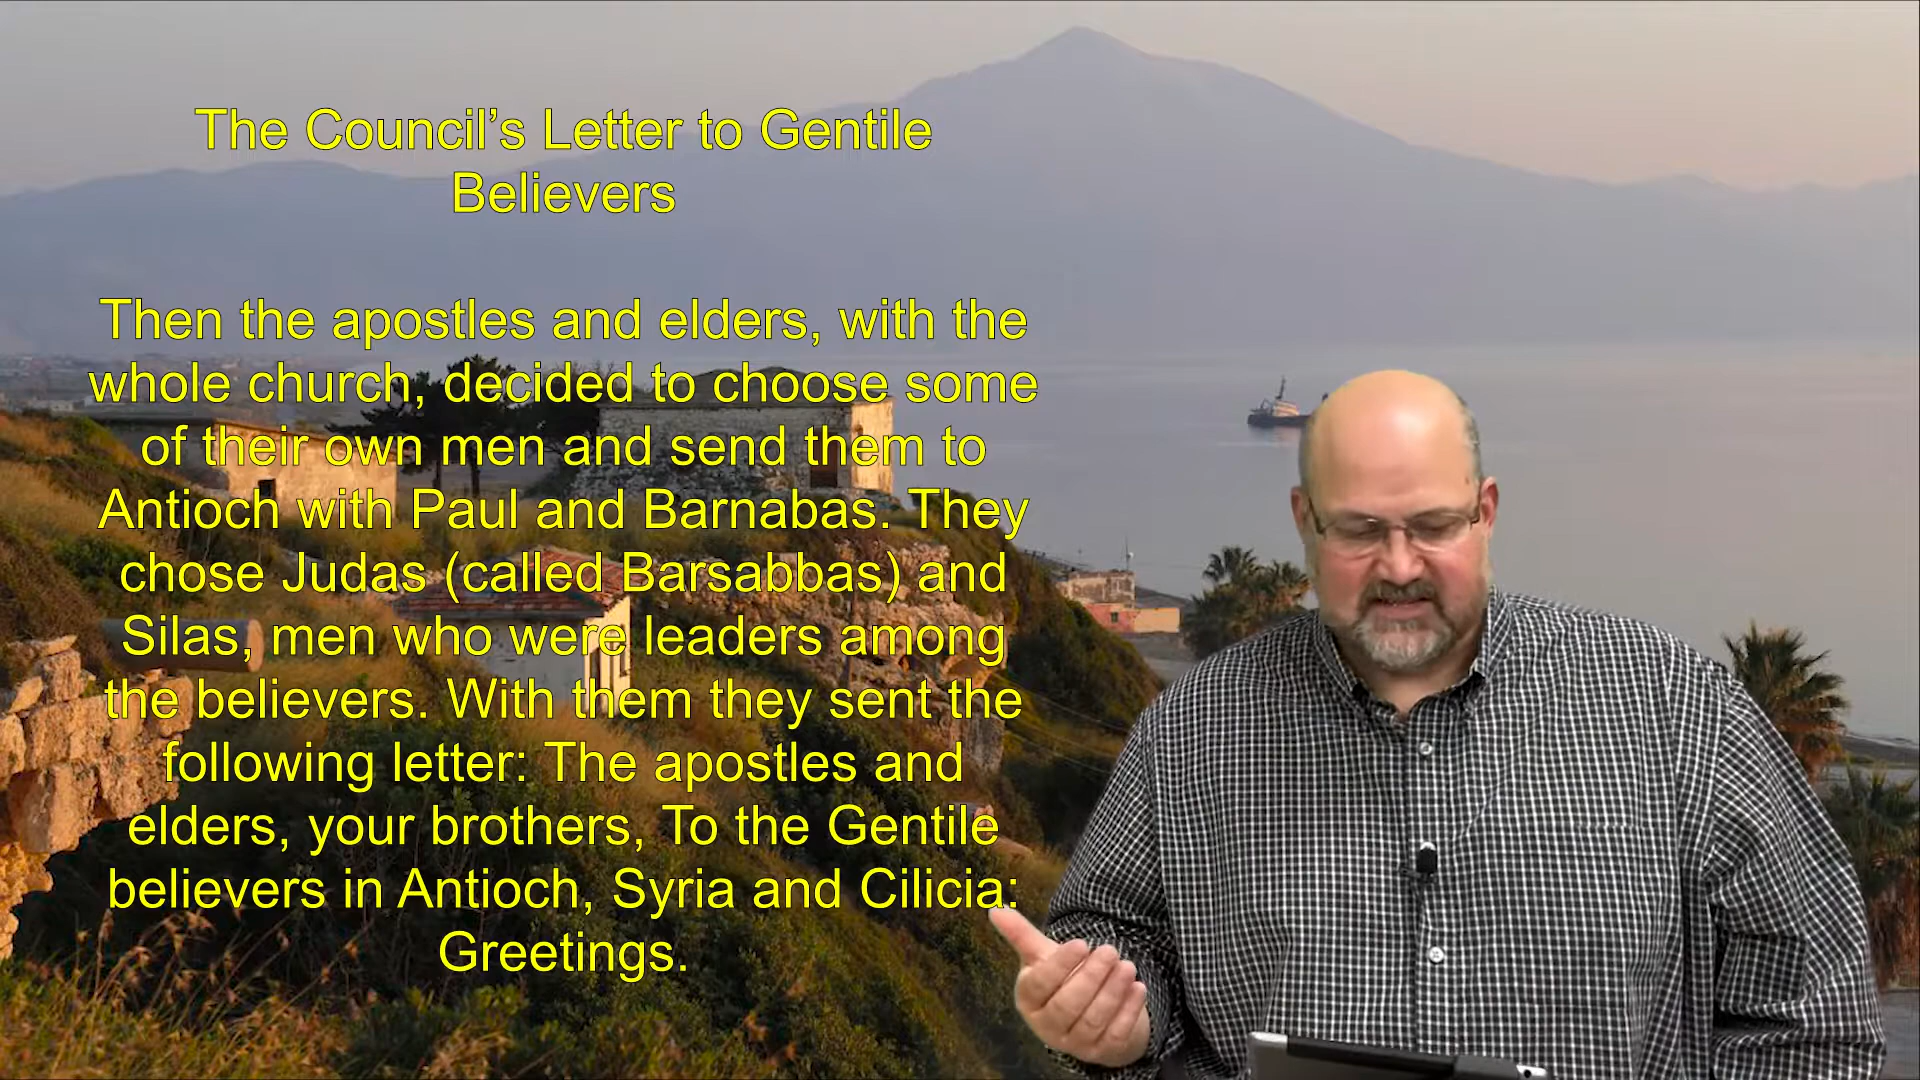 The Council’s Letter to Gentile
Believers
Then the apostles and elders, with the
whole church, decided to choose some
of their own men and send them to
Antioch with Paul and Barnabas. They
chose Judas (called Barsabbas) and
Silas, men who were leaders among
the believers. With them they sent the
following letter: The apostles and
elders, your brothers, To the Gentile
believers in Antioch, Syria and Cilicia:
Greetings.